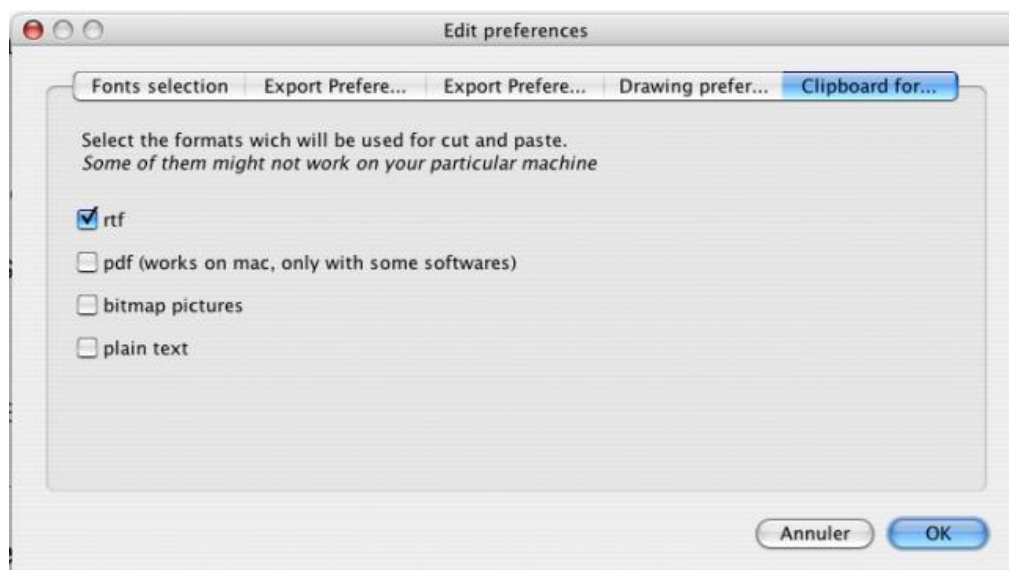 Edit preferences
Fonts selection Export Prefere... Export Prefere... Drawing prefer... Clipboard for...
Select the formats wich will be used for cut and paste.
Some of them might not work on your particular machine
rtf
pdf (works on mac, only with some softwares)
bitmap pictures
plain text
Annuler OK